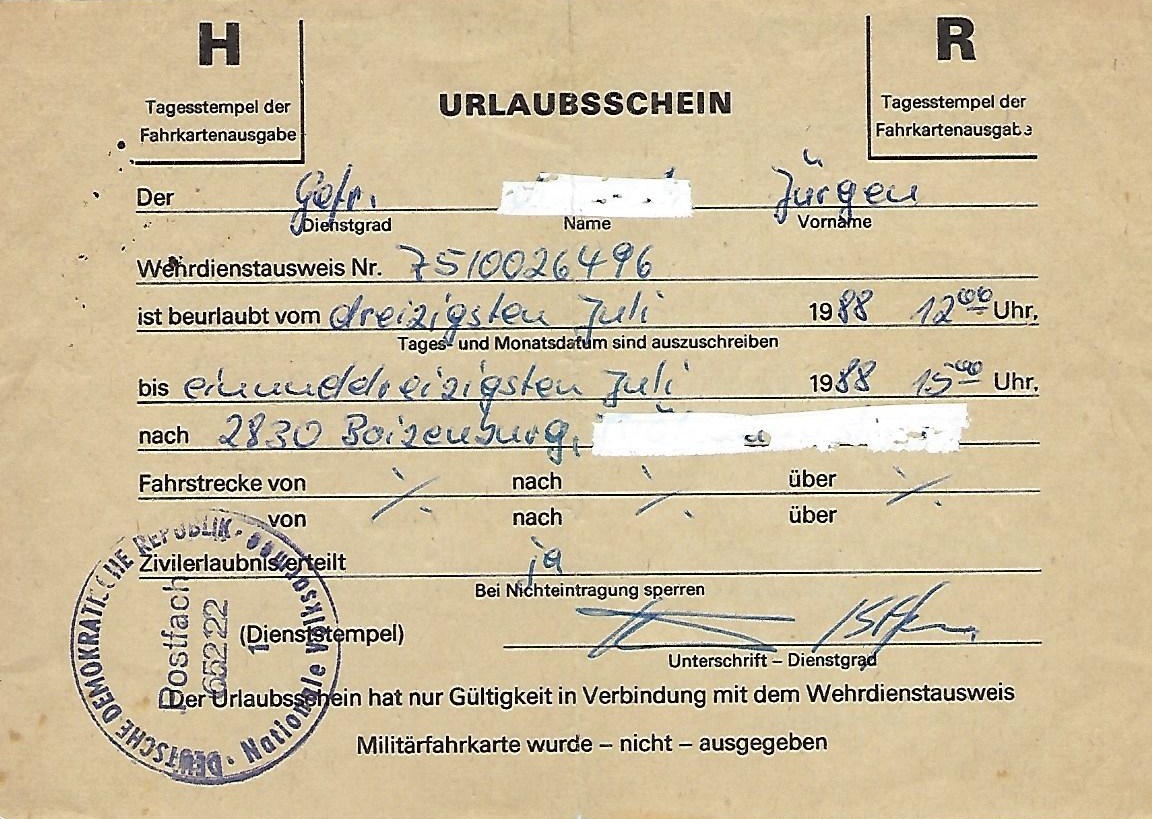 H
R
Tagesstempel der
Fahrkartenausgabe
URLAUBSSCHEIN
Tagesstempel der
Fahrkartenausgabe
Der Gefr. Jürgen
Dienstgrad Name Vorname
Wehrdienstausweis Nr. 7510026496
ist beurlaubt vom dreizigsten Juli 1988 12⁰⁰ Uhr,
Tages- und Monatsdatum sind auszuschreiben
bis einunddreizigsten Juli 1988 15⁰⁰ Uhr,
nach 2830 Boizenburg,
Fahrstrecke von ⁒ nach ⁒ über ⁒
von nach über
Zivilerlaubnis erteilt ja
Bei Nichteintragung sperren
(Dienststempel)
Unterschrift – Dienstgrad
Der Urlaubsschein hat nur Gültigkeit in Verbindung mit dem Wehrdienstausweis
Militärfahrkarte wurde – nicht – ausgegeben
DEUTSCHE DEMOKRATISCHE REPUBLIK · Nationale Volksarmee
Postfach
65222
1